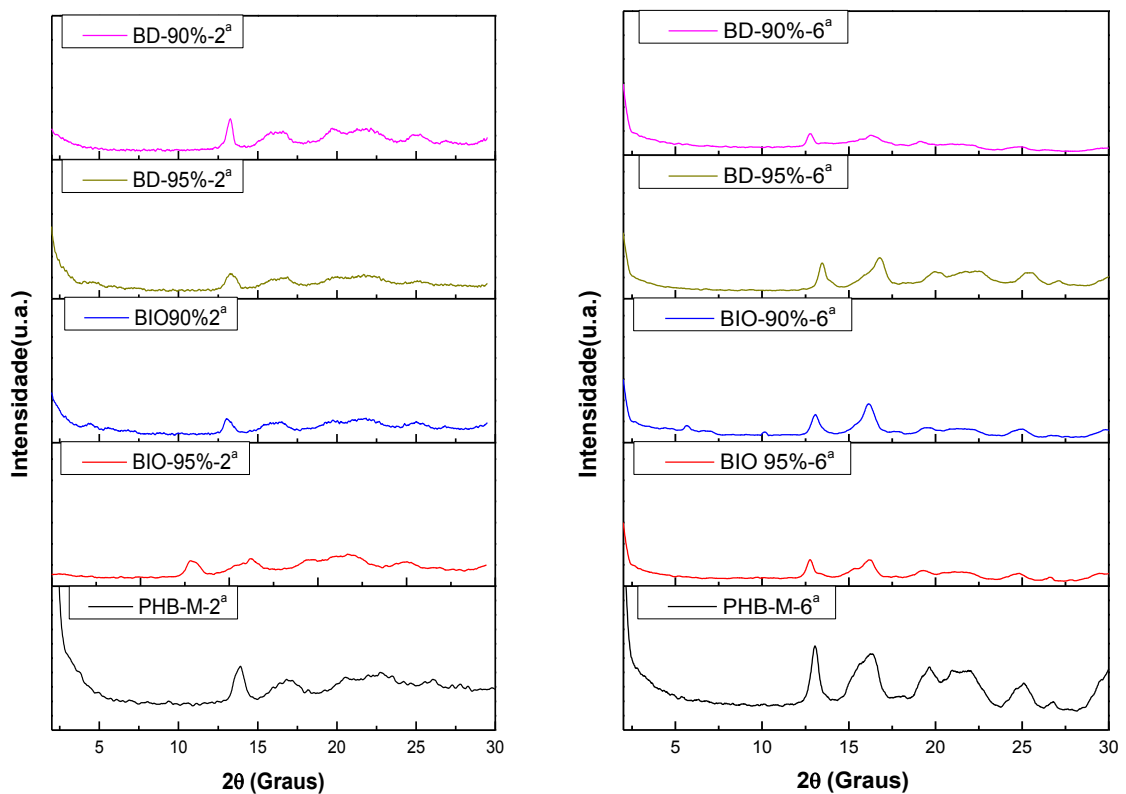 BD-90%-2ª
BD-95%-2ª
BIO90%2ª
BIO-95%-2ª
PHB-M-2ª
Intensidade(u.a.)
5 10 15 20 25 30
2θ (Graus)
BD-90%-6ª
BD-95%-6ª
BIO-90%-6ª
BIO 95%-6ª
PHB-M-6ª
Intensidade(u.a.)
5 10 15 20 25 30
2θ (Graus)